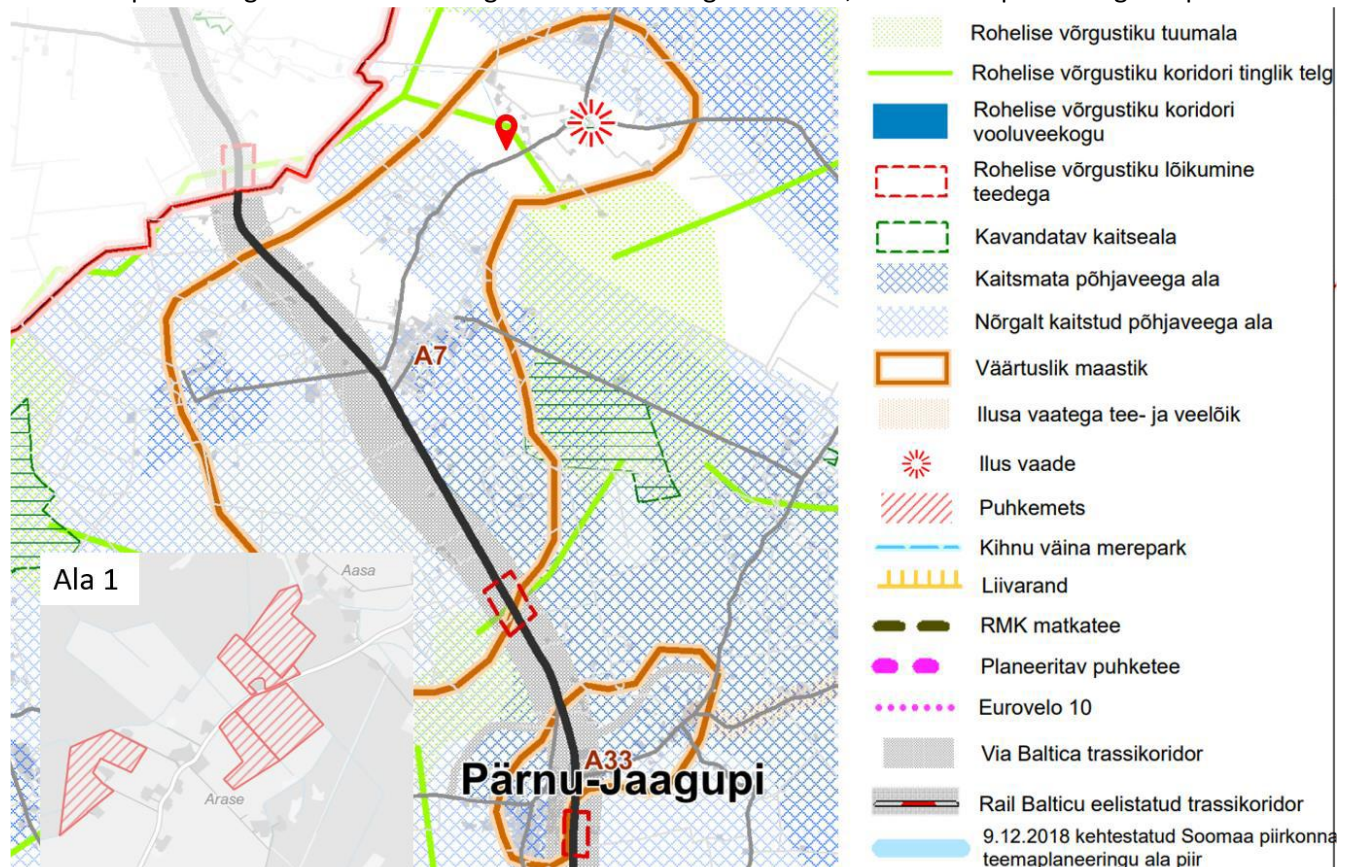 Rohelise võrgustiku tuumala
Rohelise võrgustiku koridori tinglik telg
Rohelise võrgustiku koridori
vooluveekogu
Rohelise võrgustiku lõikumine
teedega
Kavandatav kaitseala
Kaitsmata põhjaveega ala
Nõrgalt kaitstud põhjaveega ala
Väärtuslik maastik
Ilusa vaatega tee- ja veelõik
Ilus vaade
Puhkemets
Kihnu väina merepark
Liivarand
RMK matkatee
Planeeritav puhketee
Eurovelo 10
Via Baltica trassikoridor
Rail Balticu eelistatud trassikoridor
9.12.2018 kehtestatud Soomaa piirkonna
teemaplaneeringu ala piir
A7
Ala 1
Aasa
Arase
A33
Pärnu-Jaagupi